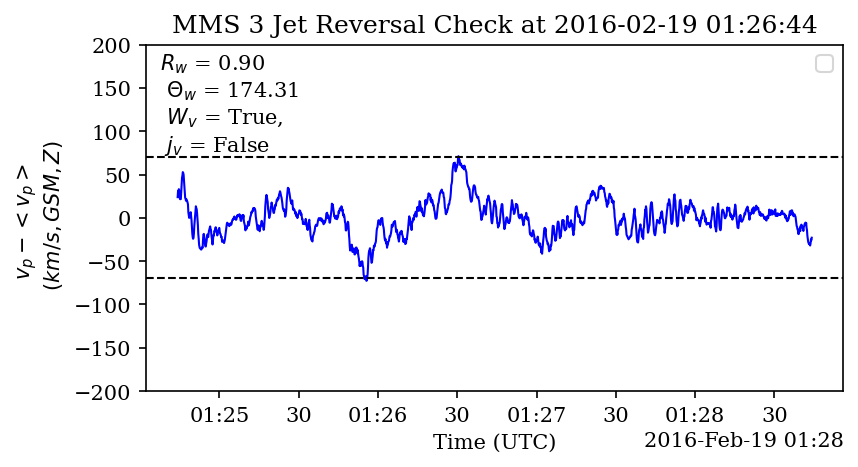 MMS 3 Jet Reversal Check at 2016-02-19 01:26:44
R_w = 0.90
Θ_w = 174.31
W_v = True,
j_v = False
v_p − < v_p >
(km/s, GSM, Z)
200
150
100
50
0
−50
−100
−150
−200
01:25 30 01:26 30 01:27 30 01:28 30
Time (UTC)
2016-Feb-19 01:28